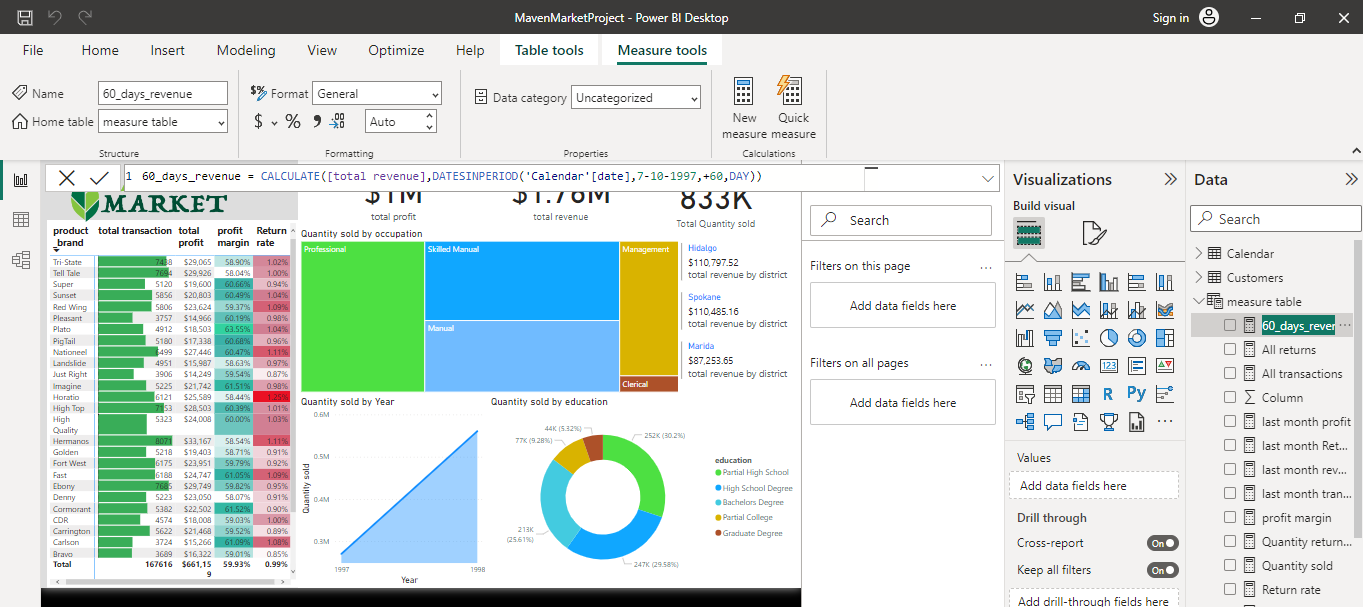 MavenMarketProject - Power BI Desktop
Sign in
File Home Insert Modeling View Optimize Help Table tools Measure tools
Name 60_days_revenue
Home table measure table
Structure
$% Format General
$ % 9 Auto
Formatting
Data category Uncategorized
Properties
New measure
Quick measure
Calculations
1 60_days_revenue = CALCULATE([total revenue],DATESINPERIOD('Calendar'[date],7-10-1997,+60,DAY))
MARKET
$1M
total profit
$1.76M
total revenue
833K
Total Quantity sold
product_brand total transaction total profit profit margin Return rate
Tri-State 7438 $29,065 58.90% 1.02%
Tell Tale 7694 $29,926 58.04% 1.00%
Super 5120 $19,600 60.66% 0.94%
Sunset 5856 $20,803 60.49% 1.04%
Red Wing 5806 $23,624 59.37% 1.09%
Pleasant 3757 $14,966 60.19% 0.98%
Plato 4912 $18,503 63.55% 1.04%
PigTail 5180 $17,338 60.68% 0.96%
Nationeel 6499 $27,446 60.47% 1.11%
Landslide 4951 $15,987 58.63% 0.97%
Just Right 3906 $14,249 59.54% 0.87%
Imagine 5225 $21,742 61.51% 0.98%
Horatio 6121 $25,589 58.44% 1.25%
High Top 7153 $28,503 60.39% 1.01%
High Quality 5323 $24,008 60.00% 1.03%
Hermanos 8071 $33,167 58.54% 1.11%
Golden 5218 $19,403 58.71% 0.91%
Fort West 6175 $23,951 59.79% 0.92%
Fast 6188 $24,747 61.05% 1.09%
Ebony 7685 $29,749 59.82% 0.95%
Denny 5223 $23,050 58.07% 0.91%
Cormorant 5382 $22,502 61.52% 0.90%
CDR 4574 $18,008 59.03% 1.00%
Carrington 5622 $21,468 59.52% 0.89%
Carlson 3724 $15,266 61.09% 1.08%
Bravo 3689 $16,322 59.01% 0.85%
Total 167616 $661,159 59.93% 0.99%
Quantity sold by occupation
Professional
Skilled Manual
Manual
Management
Clerical
Hidalgo
$110,797.52
total revenue by district
Spokane
$110,485.16
total revenue by district
Marida
$87,253.65
total revenue by district
Quantity sold by Year
Quantity sold
0.6M
0.5M
0.4M
0.3M
1997 1998
Year
Quantity sold by education
44K (5.32%)
77K (9.28%)
252K (30.2%)
213K
(25.61%)
247K (29.58%)
education
Partial High School
High School Degree
Bachelors Degree
Partial College
Graduate Degree
Search
Filters on this page ...
Add data fields here
Filters on all pages ...
Add data fields here
Visualizations
Build visual
123
R
Py
...
Values
Add data fields here
Drill through
Cross-report On
Keep all filters On
Add drill-through fields here
Data
Search
Calendar
Customers
measure table
60_days_rever ...
All returns
All transactions
Column
last month profit
last month Ret...
last month rev...
last month tran...
profit margin
Quantity return...
Quantity sold
Return rate